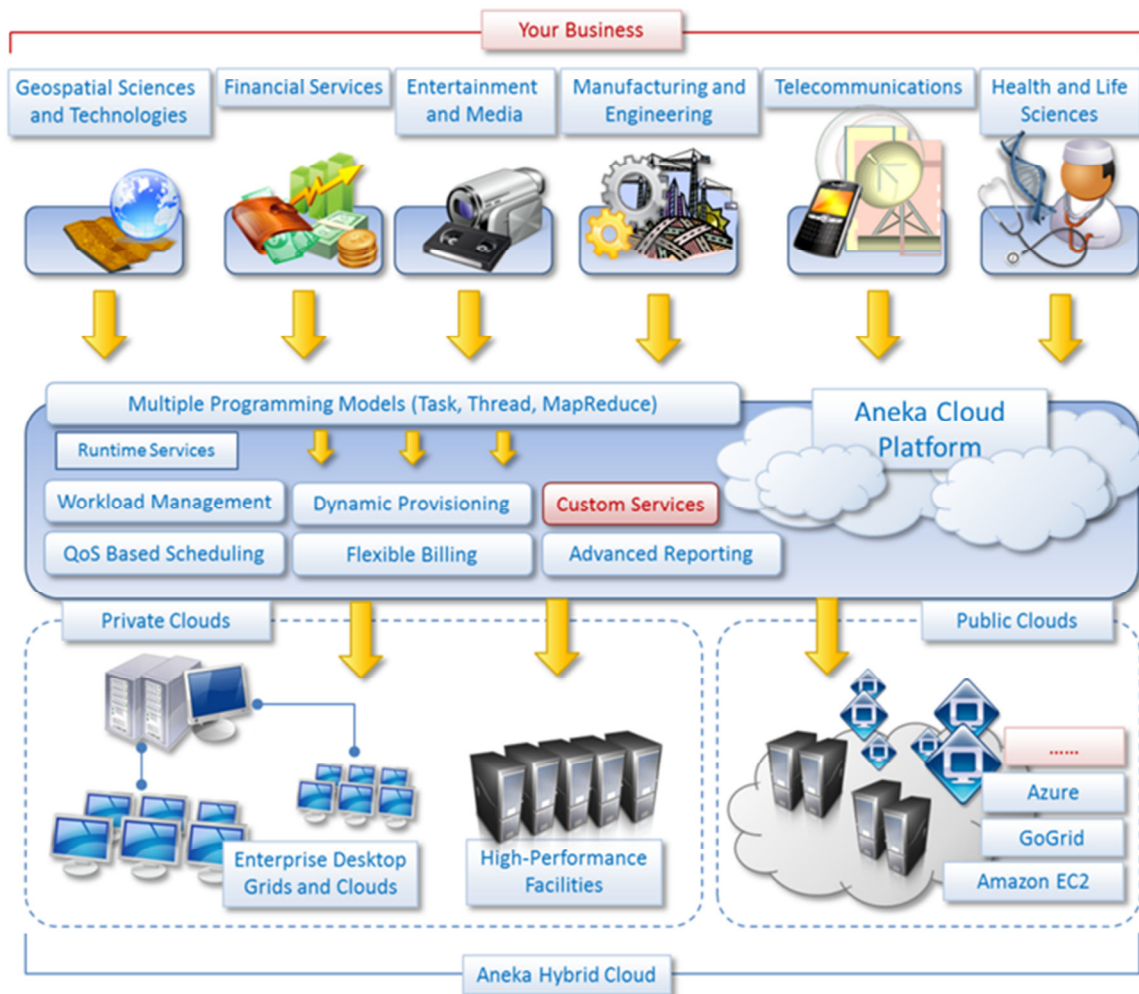 Your Business
Geospatial Sciences
and Technologies
Financial Services
Entertainment
and Media
Manufacturing and
Engineering
Telecommunications
Health and Life
Sciences
Multiple Programming Models (Task, Thread, MapReduce)
Aneka Cloud
Platform
Runtime Services
Workload Management
Dynamic Provisioning
Custom Services
QoS Based Scheduling
Flexible Billing
Advanced Reporting
Private Clouds
Public Clouds
......
Azure
GoGrid
Amazon EC2
Enterprise Desktop
Grids and Clouds
High-Performance
Facilities
Aneka Hybrid Cloud